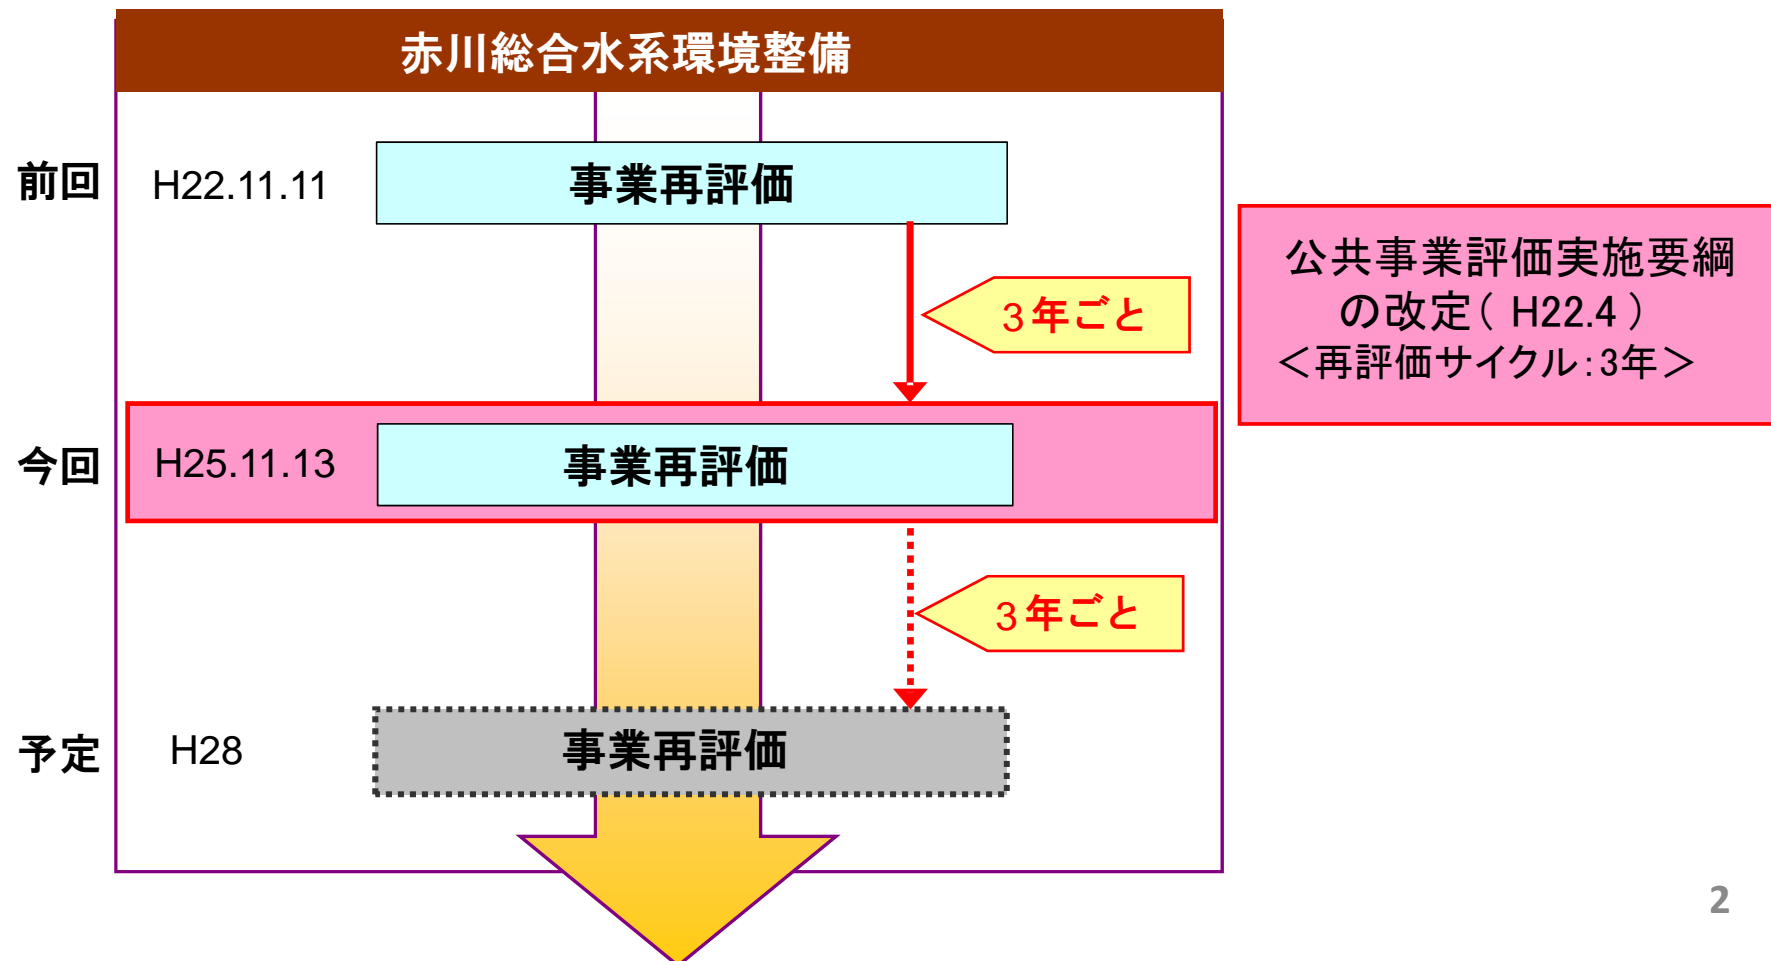 赤川総合水系環境整備
前回 H22.11.11 事業再評価
3年ごと
公共事業評価実施要綱
の改定( H22.4 )
<再評価サイクル:3年>
今回 H25.11.13 事業再評価
3年ごと
予定 H28 事業再評価
2